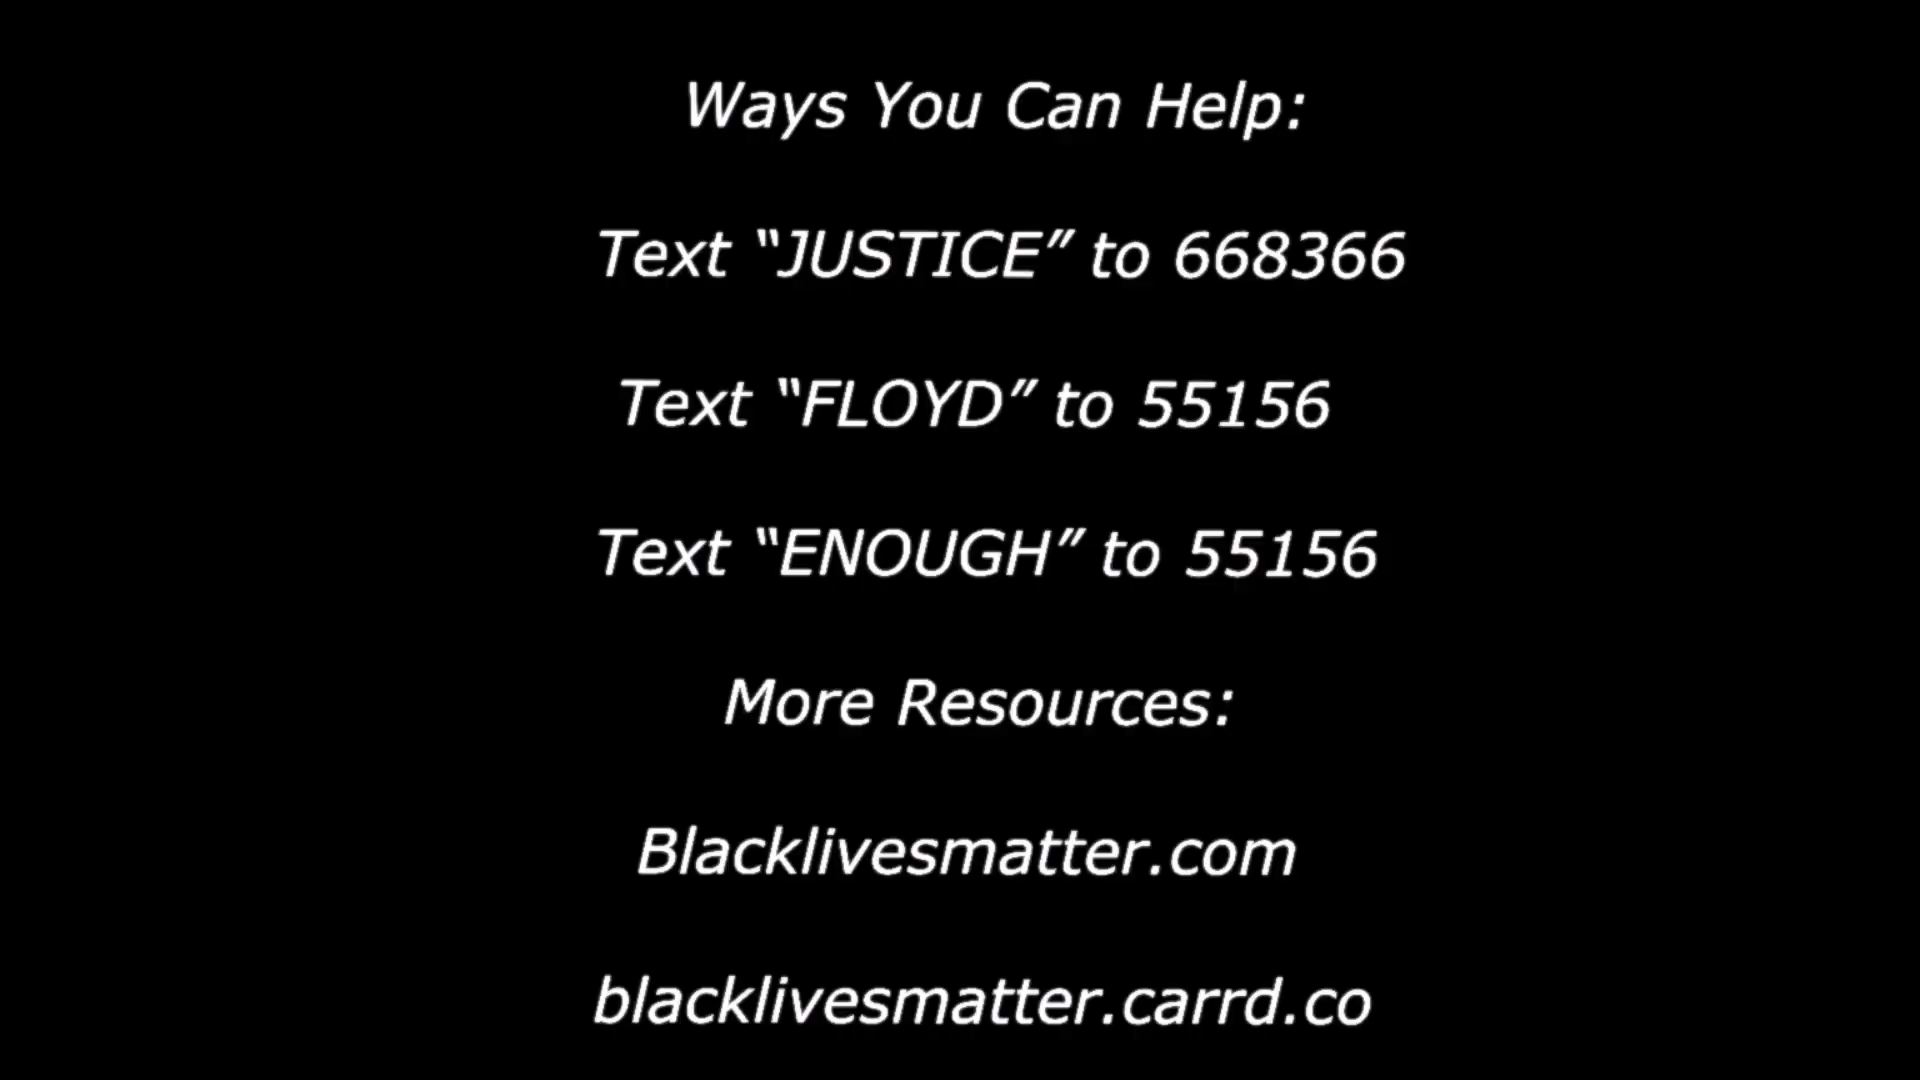 Ways You Can Help:
Text “JUSTICE” to 668366
Text “FLOYD” to 55156
Text “ENOUGH” to 55156
More Resources:
Blacklivesmatter.com
blacklivesmatter.carrd.co